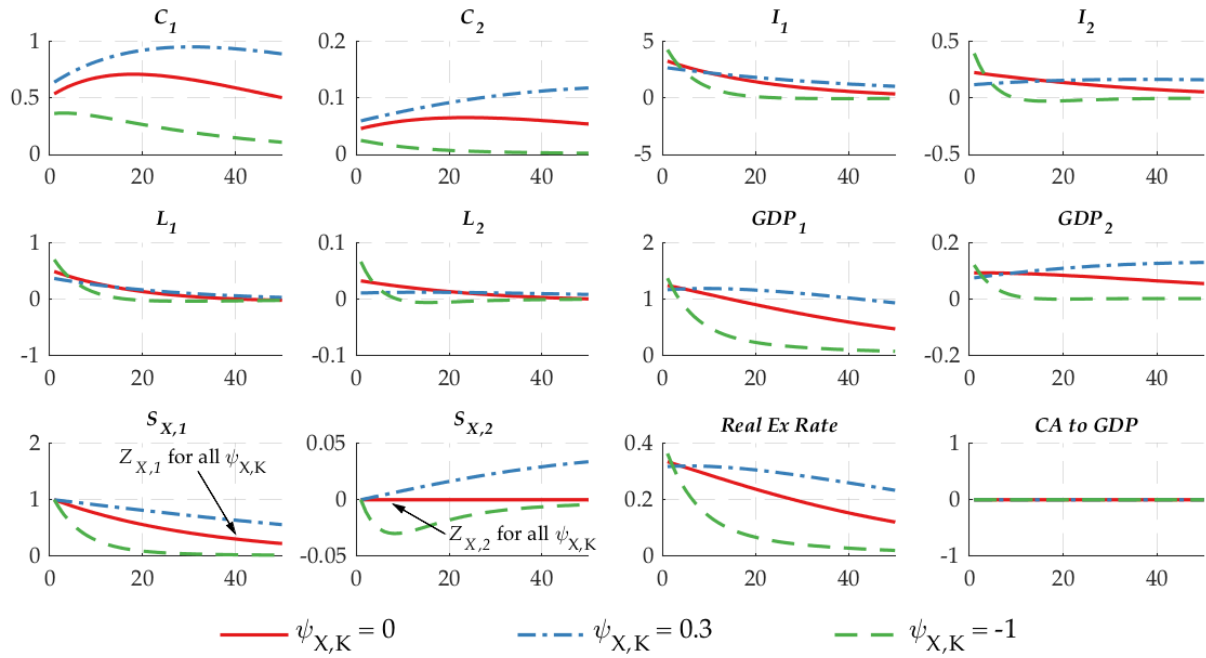 C1 C2 I1 I2
1 0.2 5 0.5
0.5 0.1 0 0
0 0 -5 -0.5
0 20 40 0 20 40 0 20 40 0 20 40
L1 L2 GDP1 GDP2
1 0.1 2 0.2
0 0 1 0
-1 -0.1 0 -0.2
0 20 40 0 20 40 0 20 40 0 20 40
SX,1 SX,2 Real Ex Rate CA to GDP
2 0.05 0.4 1
ZX,1 for all ψX,K
1 0 0.2 0
ZX,2 for all ψX,K
0 -0.05 0 -1
0 20 40 0 20 40 0 20 40 0 20 40
ψX,K = 0 ψX,K = 0.3 ψX,K = -1